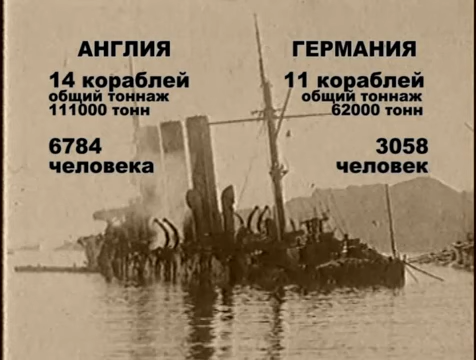 АНГЛИЯ
14 кораблей
общий тоннаж
111000 тонн
6784
человека
ГЕРМАНИЯ
11 кораблей
общий тоннаж
62000 тонн
3058
человек